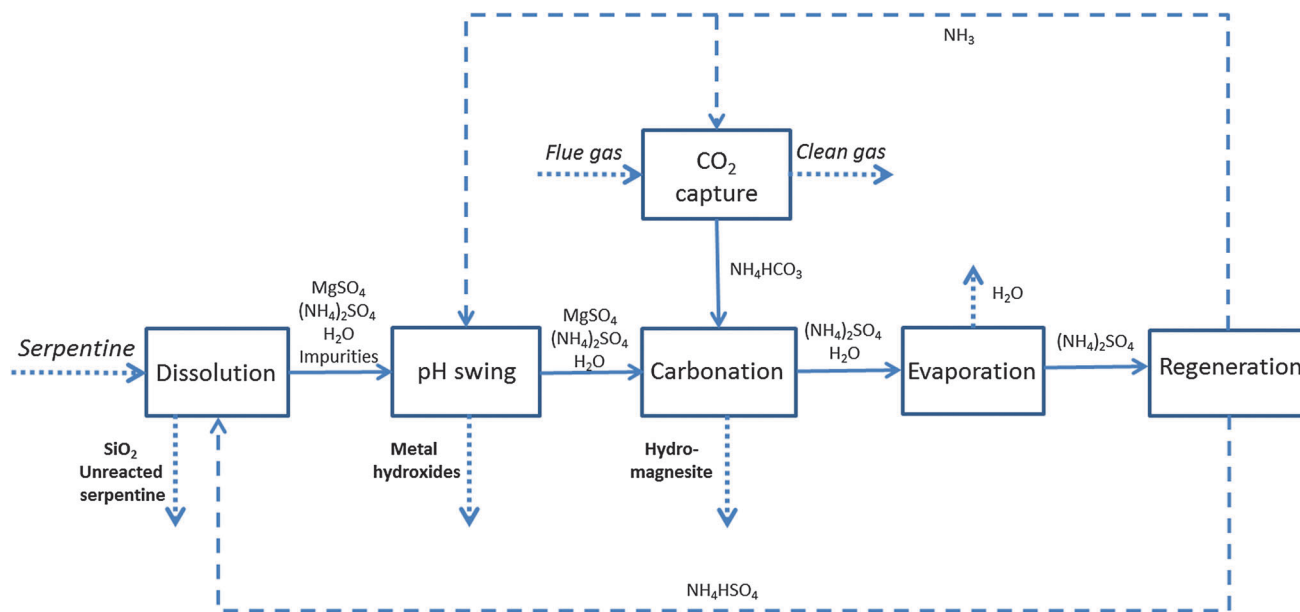 NH₃
Flue gas
CO₂
capture
Clean gas
NH₄HCO₃
H₂O
Serpentine
Dissolution
MgSO₄
(NH₄)₂SO₄
H₂O
Impurities
pH swing
MgSO₄
(NH₄)₂SO₄
H₂O
Carbonation
(NH₄)₂SO₄
H₂O
Evaporation
(NH₄)₂SO₄
Regeneration
SiO₂
Unreacted
serpentine
Metal
hydroxides
Hydro-
magnesite
NH₄HSO₄